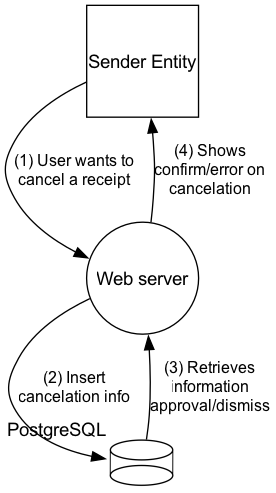 Sender Entity
(1) User wants to
cancel a receipt
(4) Shows
confirm/error on
cancelation
Web server
(2) Insert
cancelation info
(3) Retrieves
information
approval/dismiss
PostgreSQL